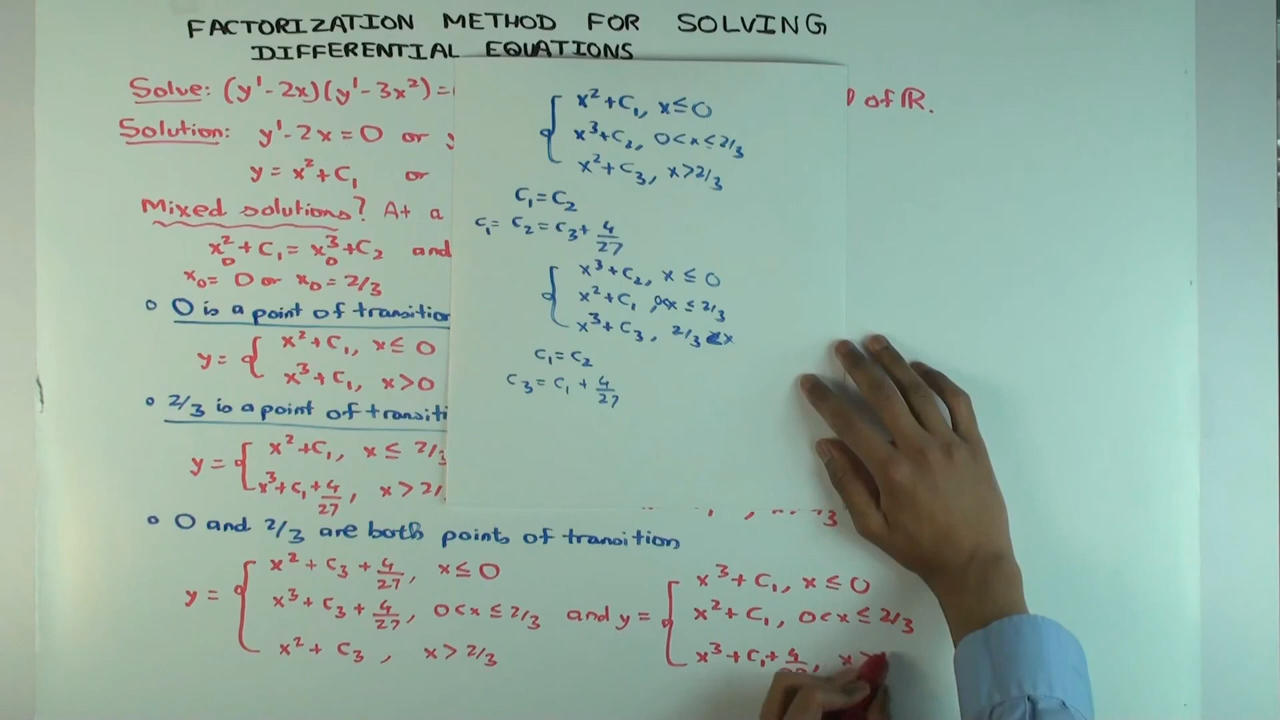 FACTORIZATION METHOD FOR SOLVING
DIFFERENTIAL EQUATIONS
Solve: (y'-2x)(y'-3x²)= of ℝ.
Solution: y'-2x=0 or
y=x²+C₁ or
Mixed solutions? At a
x₀²+C₁=x₀³+C₂ and
x₀=0 or x₀=2/3
∘ 0 is a point of transition
y= { x²+C₁, x≤0
x³+C₁, x>0
∘ 2/3 is a point of transiti
y= { x²+C₁, x≤2/3
x³+C₁+4/27, x>2/
∘ 0 and 2/3 are both points of transition
y= { x²+C₃+4/27, x≤0
x³+C₃+4/27, 0<x≤2/3
x²+C₃, x>2/3
and y= { x³+C₁, x≤0
x²+C₁, 0<x≤2/3
x³+C₁+4/27, x>
{ x²+C₁, x≤0
x³+C₂, 0<x≤2/3
x²+C₃, x>2/3
C₁=C₂
C₁=C₂=C₃+4/27
{ x³+C₂, x≤0
x²+C₁, 0<x≤2/3
x³+C₃, 2/3<x
C₁=C₂
C₃=C₁+4/27